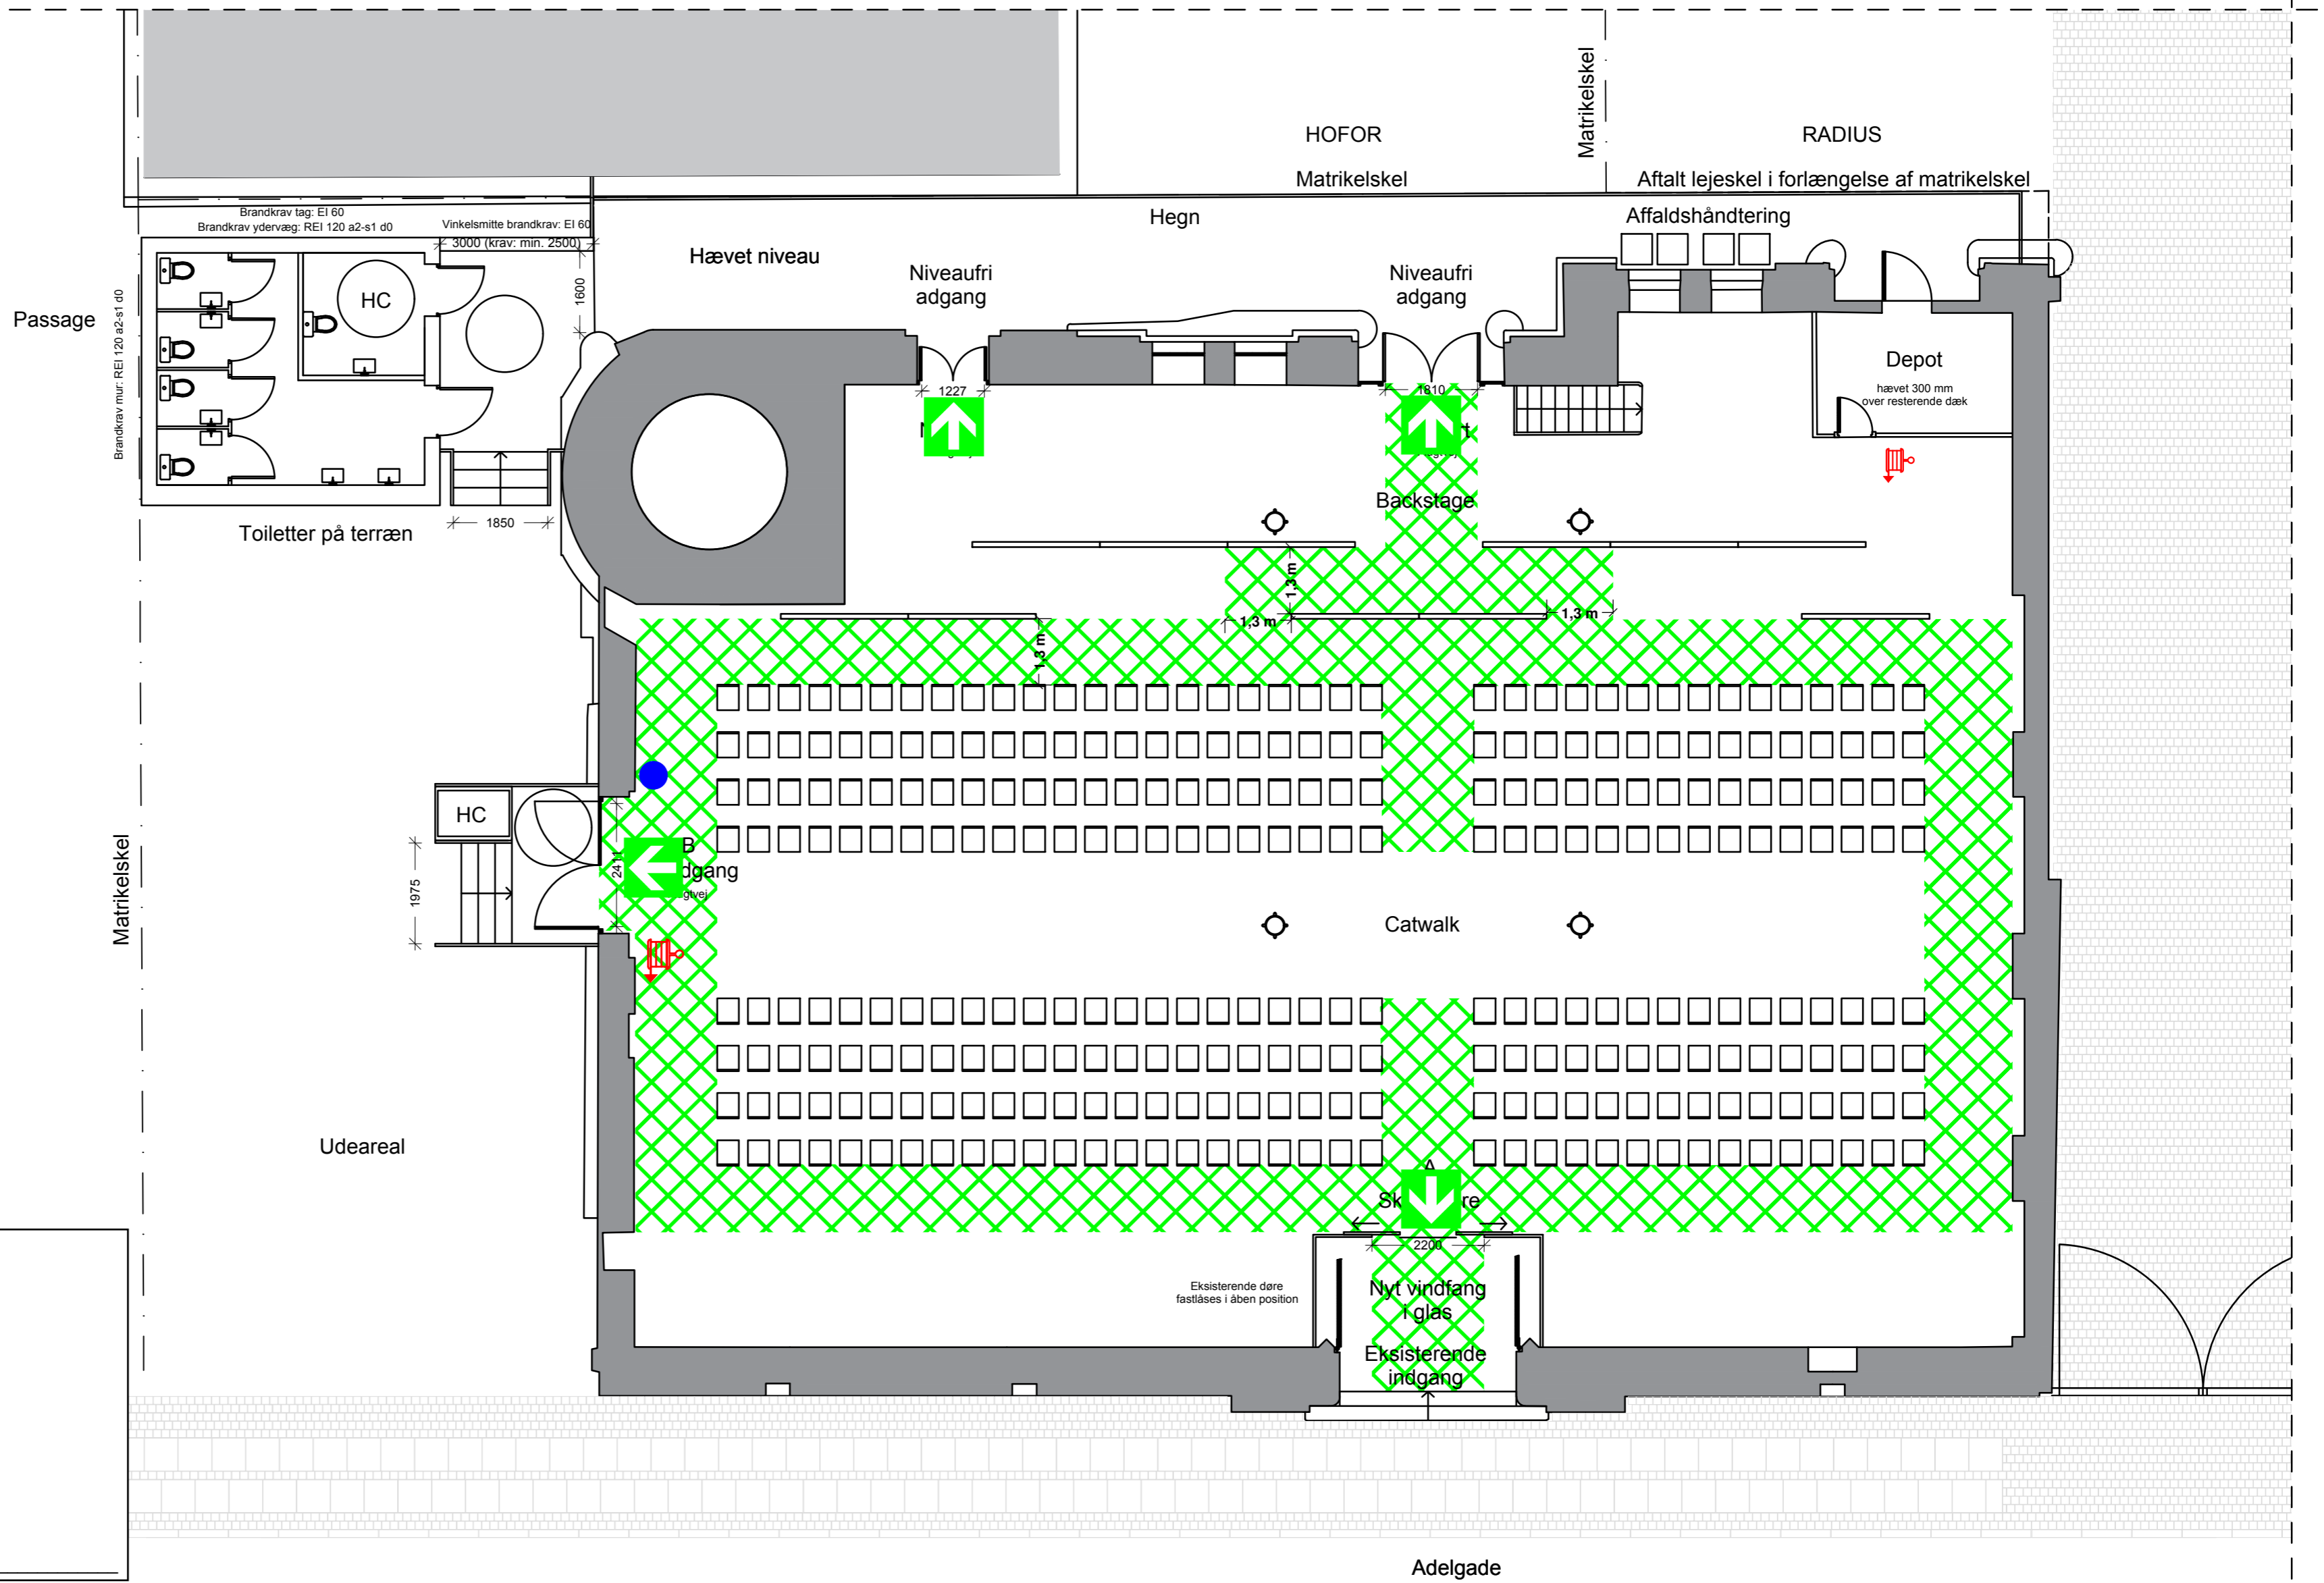 Matrikelskel
HOFOR
RADIUS
Matrikelskel
Aftalt lejeskel i forlængelse af matrikelskel
Brandkrav tag: EI 60
Brandkrav ydervæg: REI 120 a2-s1 d0
Vinkelsmitte brandkrav: EI 60
3000 (krav: min. 2500)
Hegn
Affaldshåndtering
Hævet niveau
Niveaufri
adgang
Niveaufri
adgang
1600
HC
Passage
Brandkrav mur: REI 120 a2-s1 d0
Depot
hævet 300 mm
over resterende dæk
1227
1810
Backstage
1850
Toiletter på terræn
1,3 m
1,3 m
1,3 m
1,3 m
HC
B
2411
1975
Matrikelskel
Catwalk
Udeareal
A
2200
Eksisterende døre
fastlåses i åben position
Nyt vindfang
i glas
Eksisterende
indgang
Adelgade